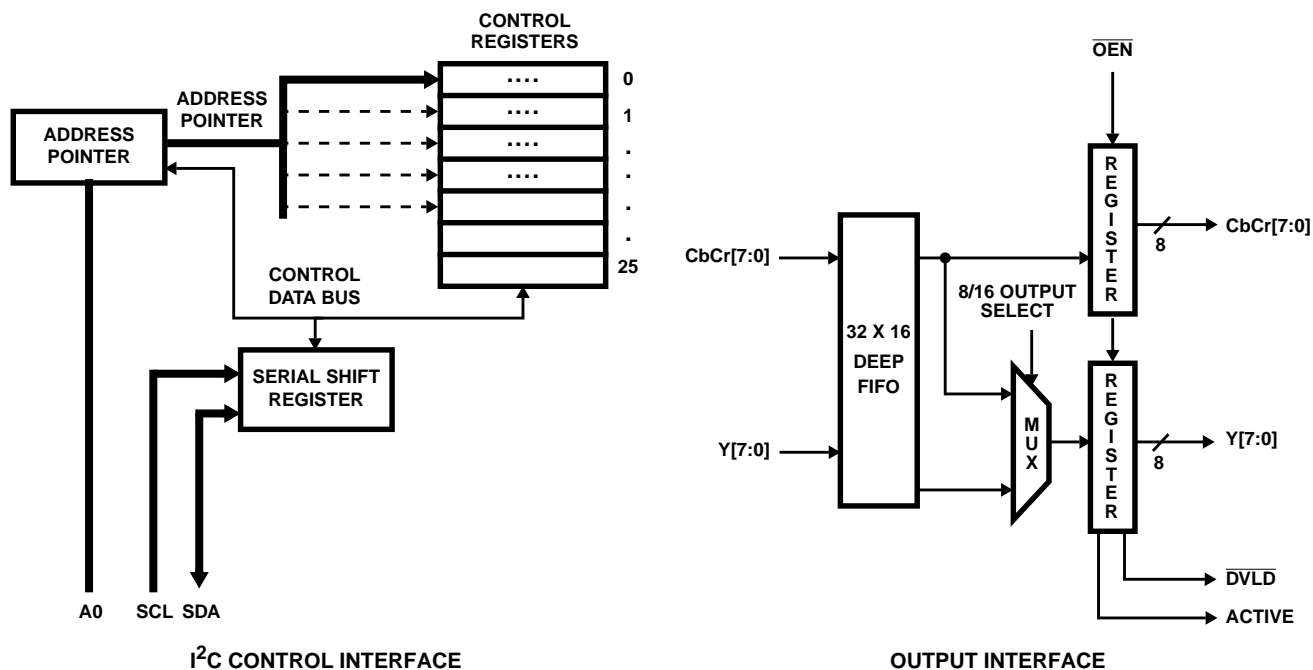 CONTROL
REGISTERS
....
0
....
1
....
.
....
.
.
.
25
ADDRESS
POINTER
ADDRESS
POINTER
CONTROL
DATA BUS
SERIAL SHIFT
REGISTER
A0
SCL
SDA
I²C CONTROL INTERFACE
OEN
REGISTER
8
CbCr[7:0]
CbCr[7:0]
8/16 OUTPUT
SELECT
32 X 16
DEEP
FIFO
MUX
REGISTER
8
Y[7:0]
Y[7:0]
DVLD
ACTIVE
OUTPUT INTERFACE